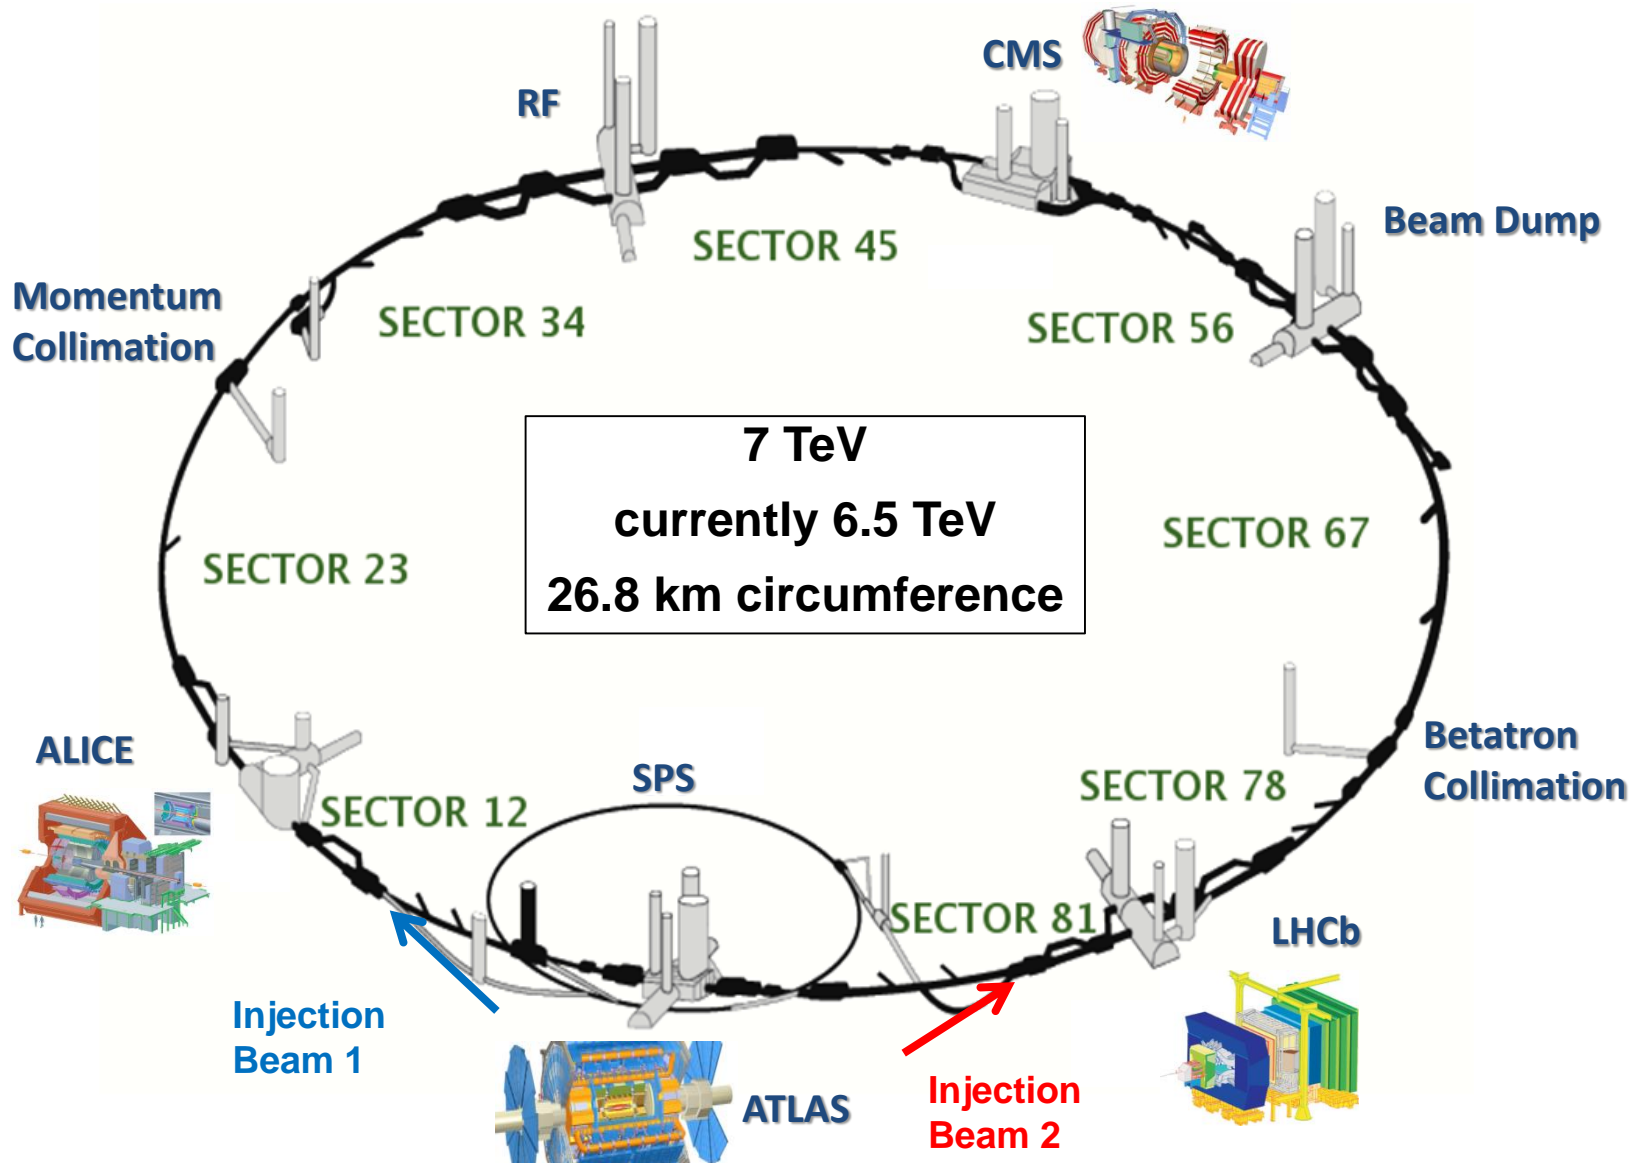 CMS
RF
Beam Dump
SECTOR 45
Momentum
Collimation
SECTOR 34
SECTOR 56
7 TeV
currently 6.5 TeV
26.8 km circumference
SECTOR 67
SECTOR 23
ALICE
SPS
Betatron
Collimation
SECTOR 78
SECTOR 12
SECTOR 81
LHCb
Injection
Beam 1
ATLAS
Injection
Beam 2